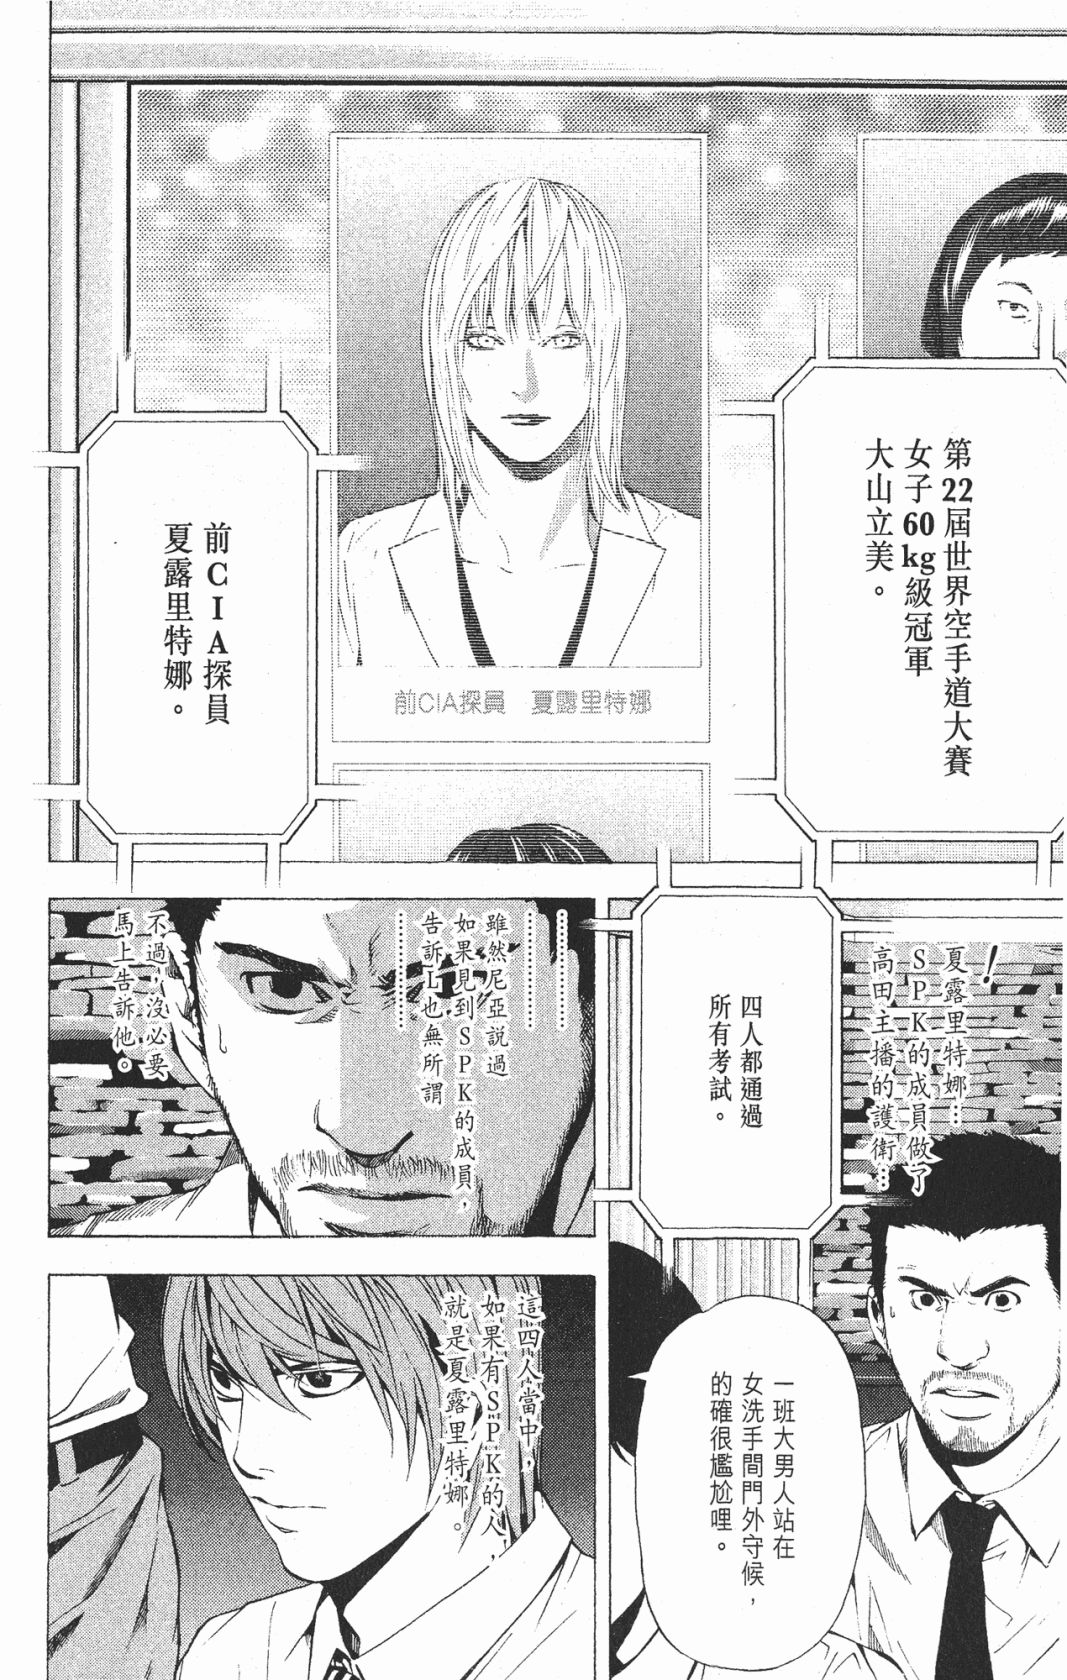 第22屆世界空手道大賽
女子60kg級冠軍
大山立美。
前CIA探員 夏露里特娜
前CIA探員
夏露里特娜。
四人都通過
所有考試。
！
夏露里特娜…
SPK的成員做了
高田主播的護衛…
一班大男人站在
女洗手間門外守候，
的確很尷尬哩。
…………
…………
雖然尼亞說過
如果見到SPK的成員，
告訴L也無所謂
…………
不過，沒必要
馬上告訴他。
這四人當中，
如果有SPK的人，
就是夏露里特娜。